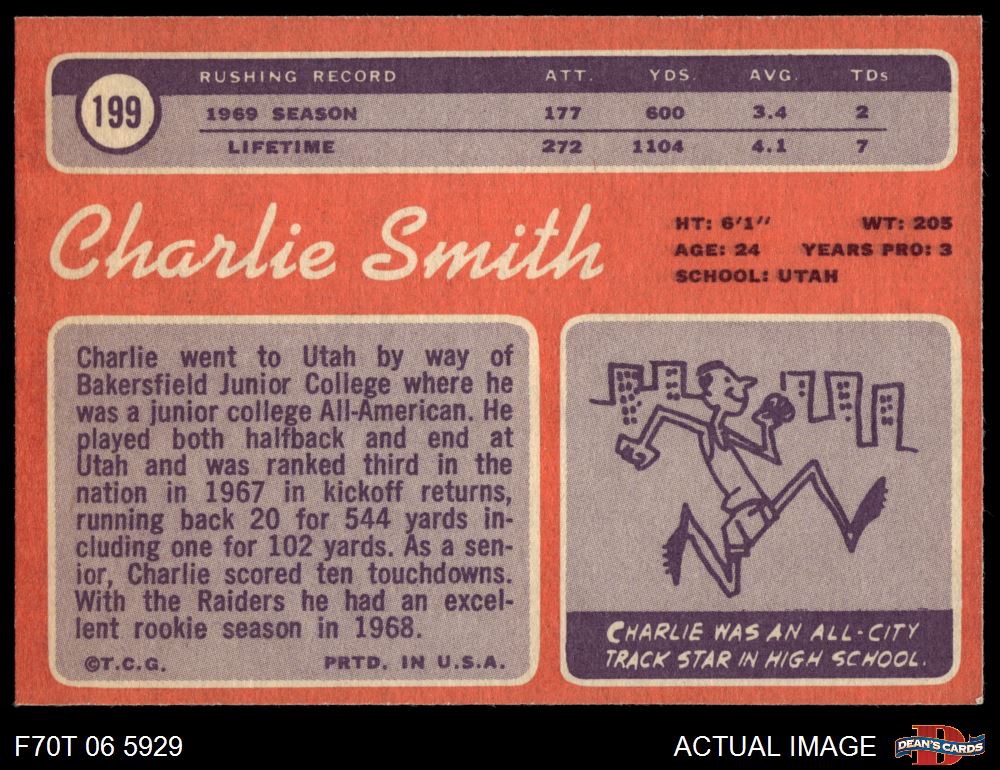 199
RUSHING RECORD ATT. YDS. AVG. TDs
1969 SEASON 177 600 3.4 2
LIFETIME 272 1104 4.1 7
Charlie Smith
HT: 6'1" WT: 205
AGE: 24 YEARS PRO: 3
SCHOOL: UTAH
Charlie went to Utah by way of
Bakersfield Junior College where he
was a junior college All-American. He
played both halfback and end at
Utah and was ranked third in the
nation in 1967 in kickoff returns,
running back 20 for 544 yards in-
cluding one for 102 yards. As a sen-
ior, Charlie scored ten touchdowns.
With the Raiders he had an excel-
lent rookie season in 1968.
©T.C.G. PRTD. IN U.S.A.
CHARLIE WAS AN ALL-CITY
TRACK STAR IN HIGH SCHOOL.
F70T 06 5929
ACTUAL IMAGE
D
DEAN'S CARDS